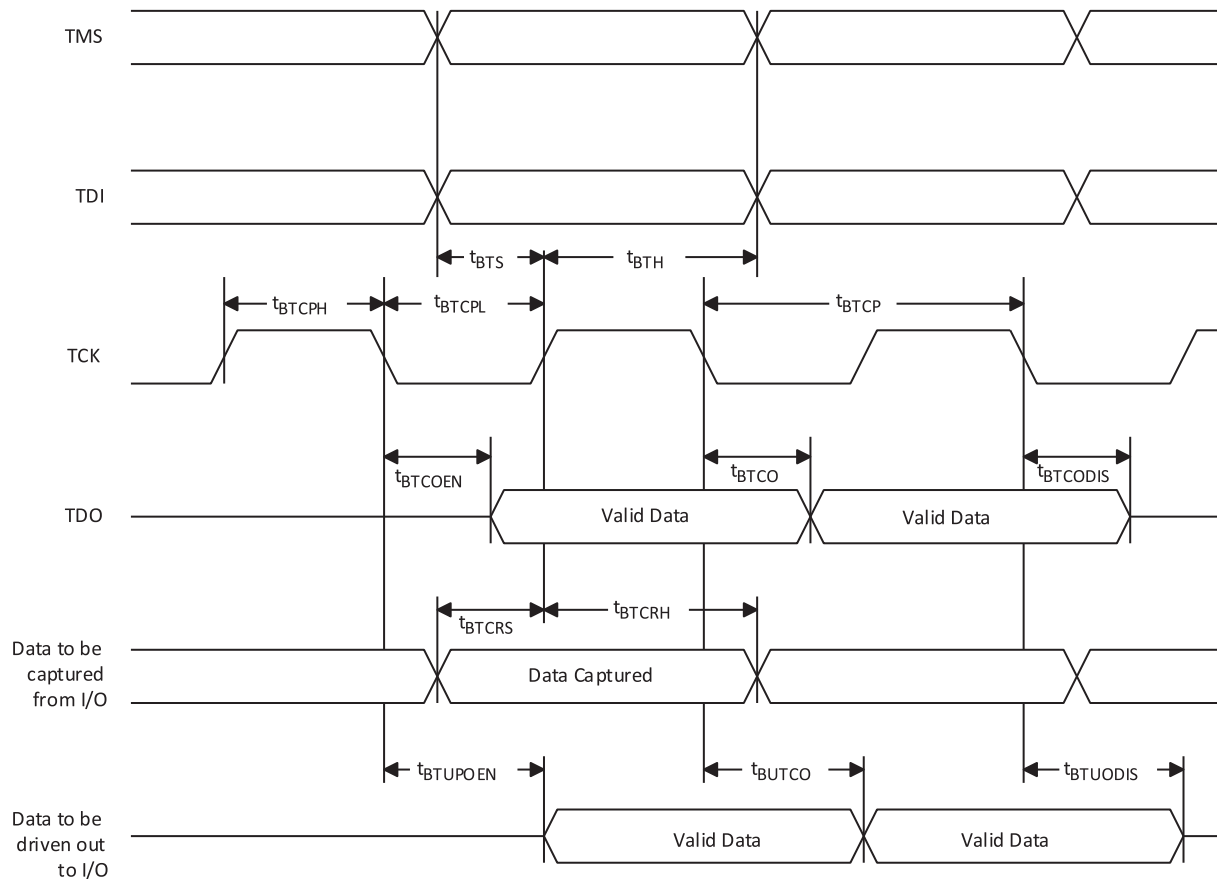 TMS
TDI
tBTS
tBTH
tBTCPH
tBTCPL
tBTCP
TCK
tBTCOEN
tBTCO
tBTCODIS
TDO
Valid Data
Valid Data
tBTCRS
tBTCRH
Data to be
captured
from I/O
Data Captured
tBTUPOEN
tBUTCO
tBTUODIS
Data to be
driven out
to I/O
Valid Data
Valid Data